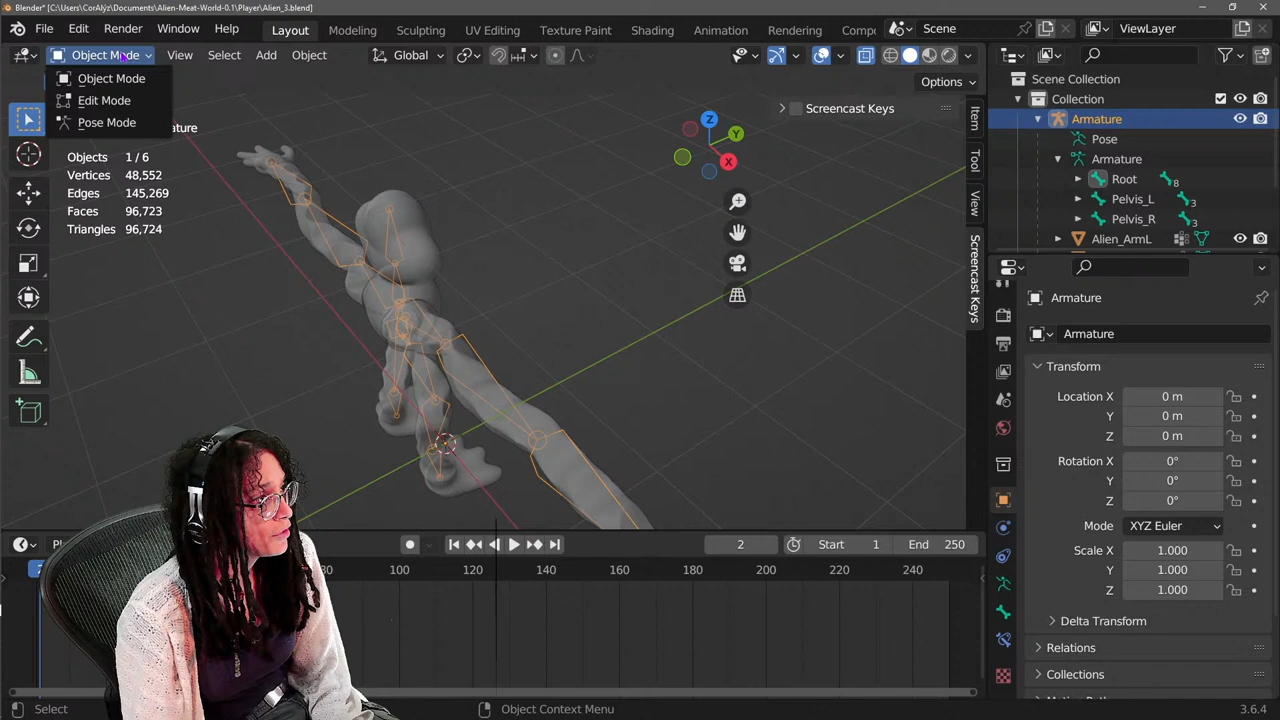 Blender* [C:\Users\CorAlyz\Documents\Alien-Meat-World-0.1\Player\Alien_3.blend]
File Edit Render Window Help Layout Modeling Sculpting UV Editing Texture Paint Shading Animation Rendering Scene ViewLayer
Object Mode View Select Add Object Global
Options
Object Mode
Edit Mode
Pose Mode
Screencast Keys
Objects 1 / 6
Vertices 48,552
Edges 145,269
Faces 96,723
Triangles 96,724
Z
Y
X
Item
Tool
View
Screencast Keys
Scene Collection
Collection
Armature
Pose
Armature
Root 8
Pelvis_L 3
Pelvis_R 3
Alien_ArmL
Armature
Armature
Transform
Location X 0 m
Y 0 m
Z 0 m
Rotation X 0°
Y 0°
Z 0°
Mode XYZ Euler
Scale X 1.000
Y 1.000
Z 1.000
Delta Transform
Relations
Collections
2 Start 1 End 250
80 100 120 140 160 180 200 220 240
Select Object Context Menu 3.6.4